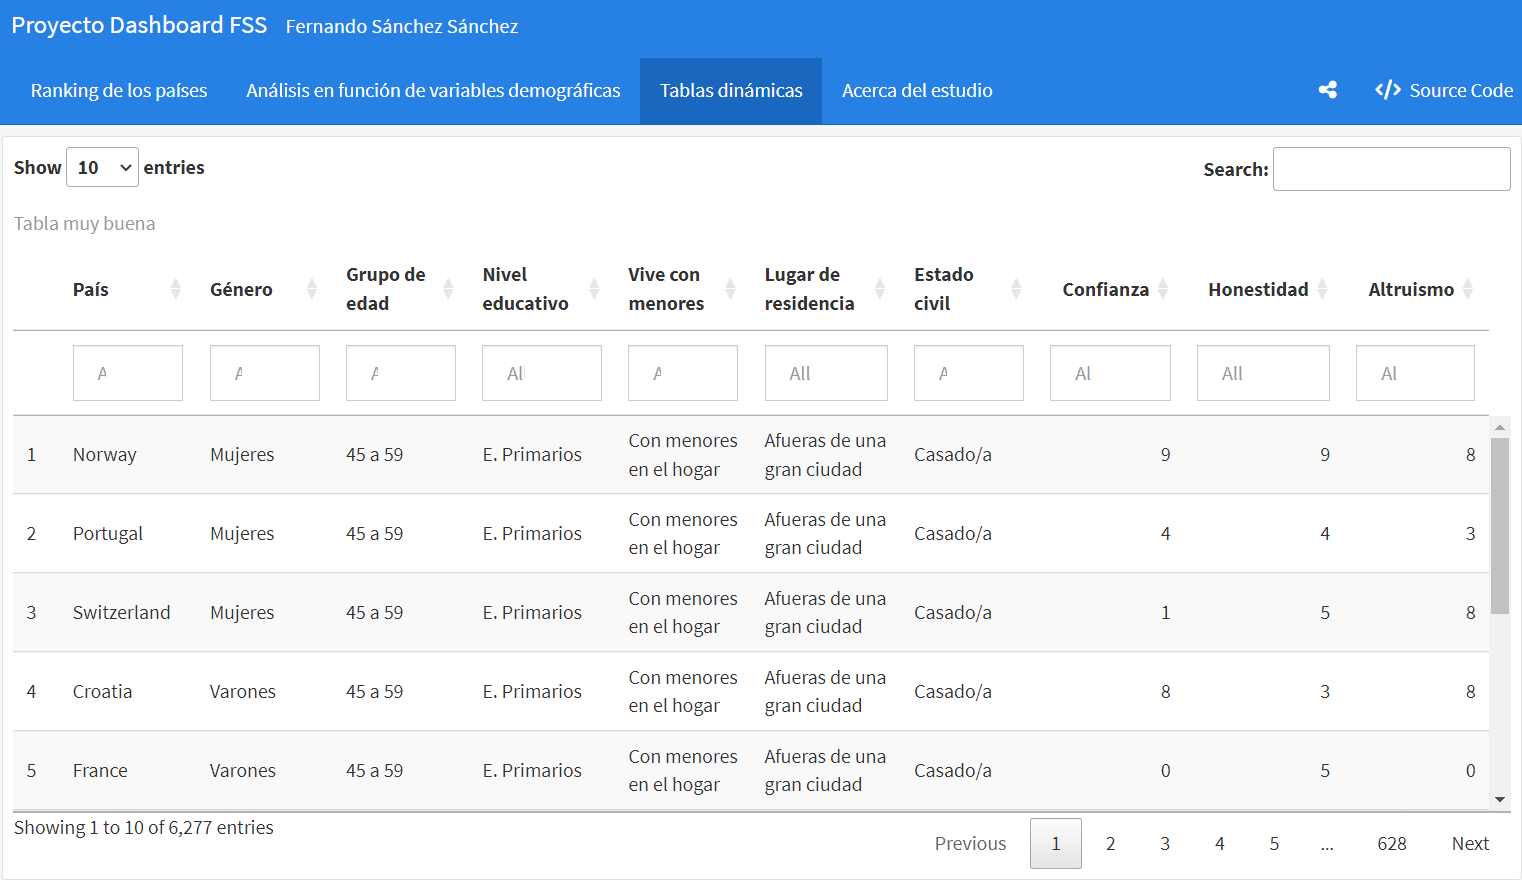 Proyecto Dashboard FSS Fernando Sánchez Sánchez
Ranking de los países Análisis en función de variables demográficas Tablas dinámicas Acerca del estudio Source Code
Show 10 entries Search:
Tabla muy buena
País Género Grupo de edad Nivel educativo Vive con menores Lugar de residencia Estado civil Confianza Honestidad Altruismo
A A A All A All A Al All Al
1 Norway Mujeres 45 a 59 E. Primarios Con menores en el hogar Afueras de una gran ciudad Casado/a 9 9 8
2 Portugal Mujeres 45 a 59 E. Primarios Con menores en el hogar Afueras de una gran ciudad Casado/a 4 4 3
3 Switzerland Mujeres 45 a 59 E. Primarios Con menores en el hogar Afueras de una gran ciudad Casado/a 1 5 8
4 Croatia Varones 45 a 59 E. Primarios Con menores en el hogar Afueras de una gran ciudad Casado/a 8 3 8
5 France Varones 45 a 59 E. Primarios Con menores en el hogar Afueras de una gran ciudad Casado/a 0 5 0
Showing 1 to 10 of 6,277 entries
Previous 1 2 3 4 5 ... 628 Next